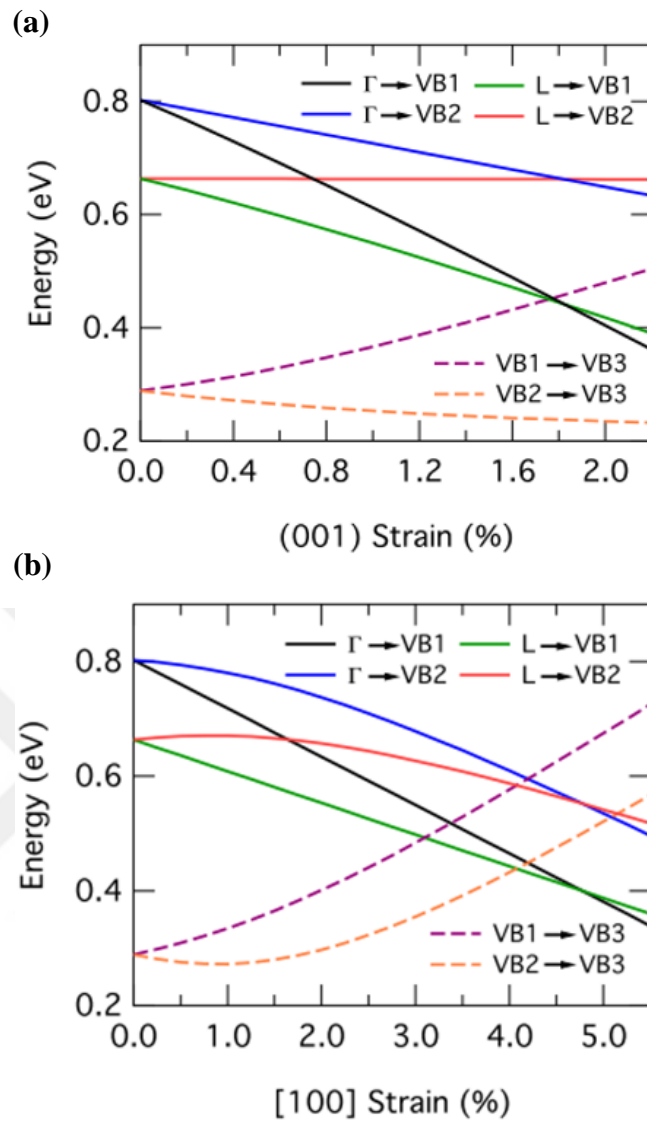 (a)
Energy (eV)
0.8
0.6
0.4
0.2
Γ→VB1
L→VB1
Γ→VB2
L→VB2
VB1→VB3
VB2→VB3
0.0 0.4 0.8 1.2 1.6 2.0
(001) Strain (%)
(b)
Energy (eV)
0.8
0.6
0.4
0.2
Γ→VB1
L→VB1
Γ→VB2
L→VB2
VB1→VB3
VB2→VB3
0.0 1.0 2.0 3.0 4.0 5.0
[100] Strain (%)